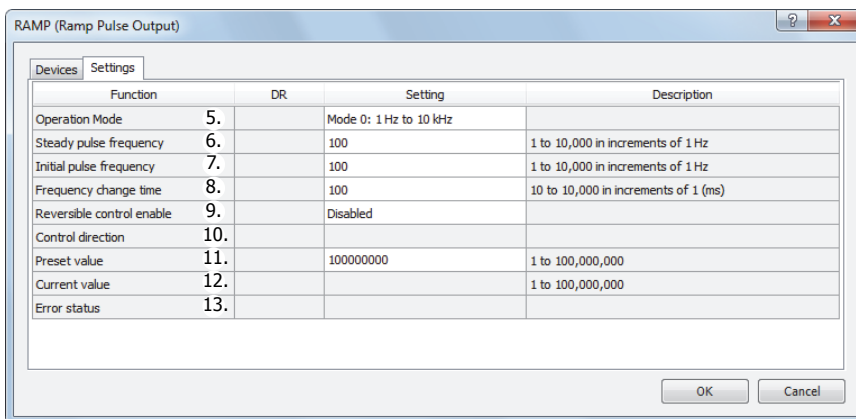 RAMP (Ramp Pulse Output)
Devices Settings
Function DR Setting Description
Operation Mode 5. Mode 0: 1 Hz to 10 kHz
Steady pulse frequency 6. 100 1 to 10,000 in increments of 1 Hz
Initial pulse frequency 7. 100 1 to 10,000 in increments of 1 Hz
Frequency change time 8. 100 10 to 10,000 in increments of 1 (ms)
Reversible control enable 9. Disabled
Control direction 10.
Preset value 11. 100000000 1 to 100,000,000
Current value 12. 1 to 100,000,000
Error status 13.
OK Cancel